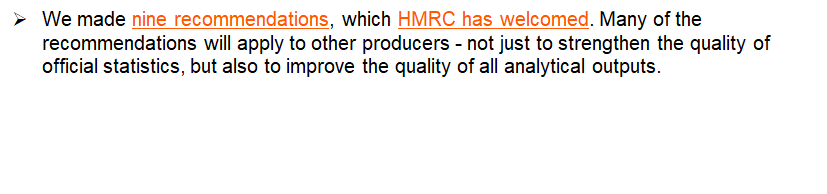 ➢ We made nine recommendations, which HMRC has welcomed. Many of the
recommendations will apply to other producers - not just to strengthen the quality of
official statistics, but also to improve the quality of all analytical outputs.